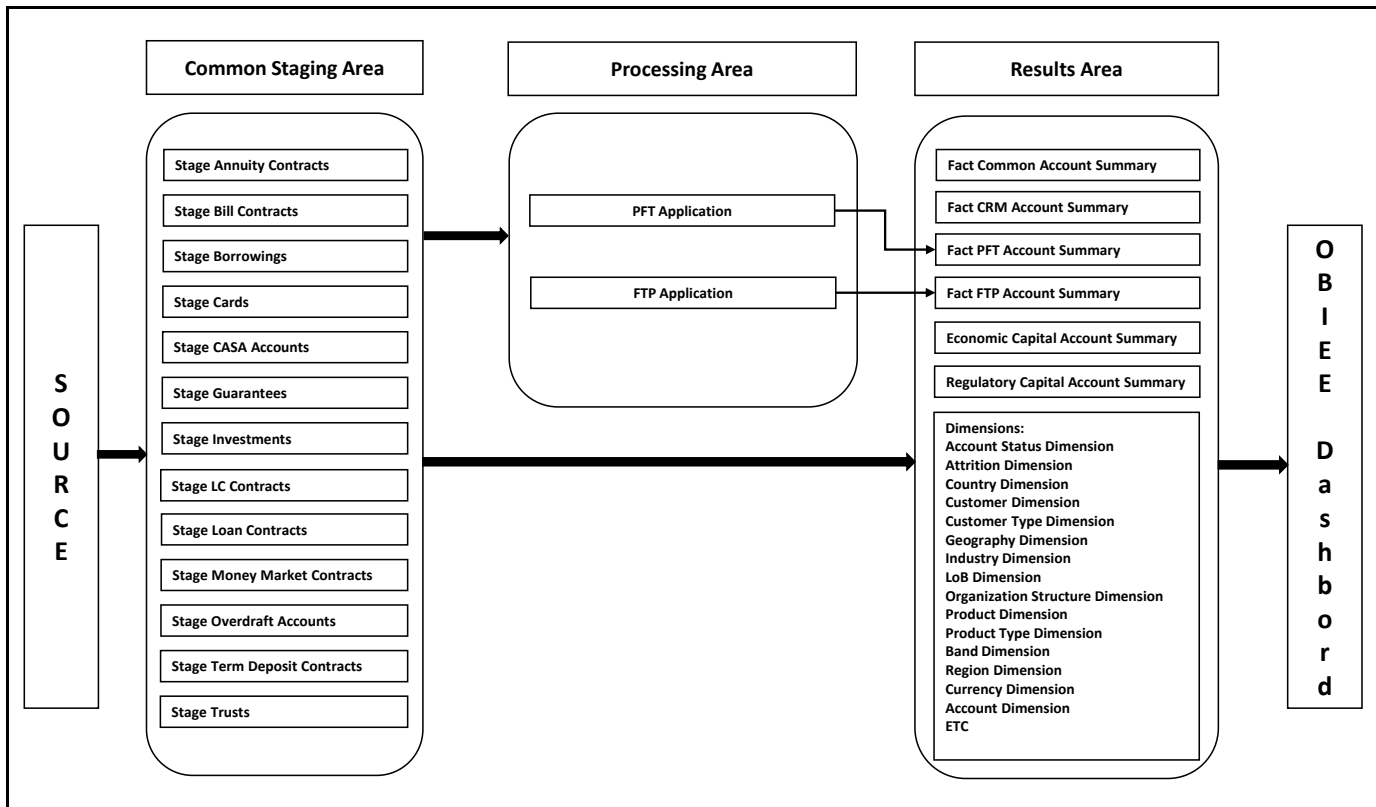 Common Staging Area
Processing Area
Results Area
SOURCE
Stage Annuity Contracts
Stage Bill Contracts
Stage Borrowings
Stage Cards
Stage CASA Accounts
Stage Guarantees
Stage Investments
Stage LC Contracts
Stage Loan Contracts
Stage Money Market Contracts
Stage Overdraft Accounts
Stage Term Deposit Contracts
Stage Trusts
PFT Application
FTP Application
Fact Common Account Summary
Fact CRM Account Summary
Fact PFT Account Summary
Fact FTP Account Summary
Economic Capital Account Summary
Regulatory Capital Account Summary
Dimensions:
Account Status Dimension
Attrition Dimension
Country Dimension
Customer Dimension
Customer Type Dimension
Geography Dimension
Industry Dimension
LoB Dimension
Organization Structure Dimension
Product Dimension
Product Type Dimension
Band Dimension
Region Dimension
Currency Dimension
Account Dimension
ETC
OBIEE Dashbord